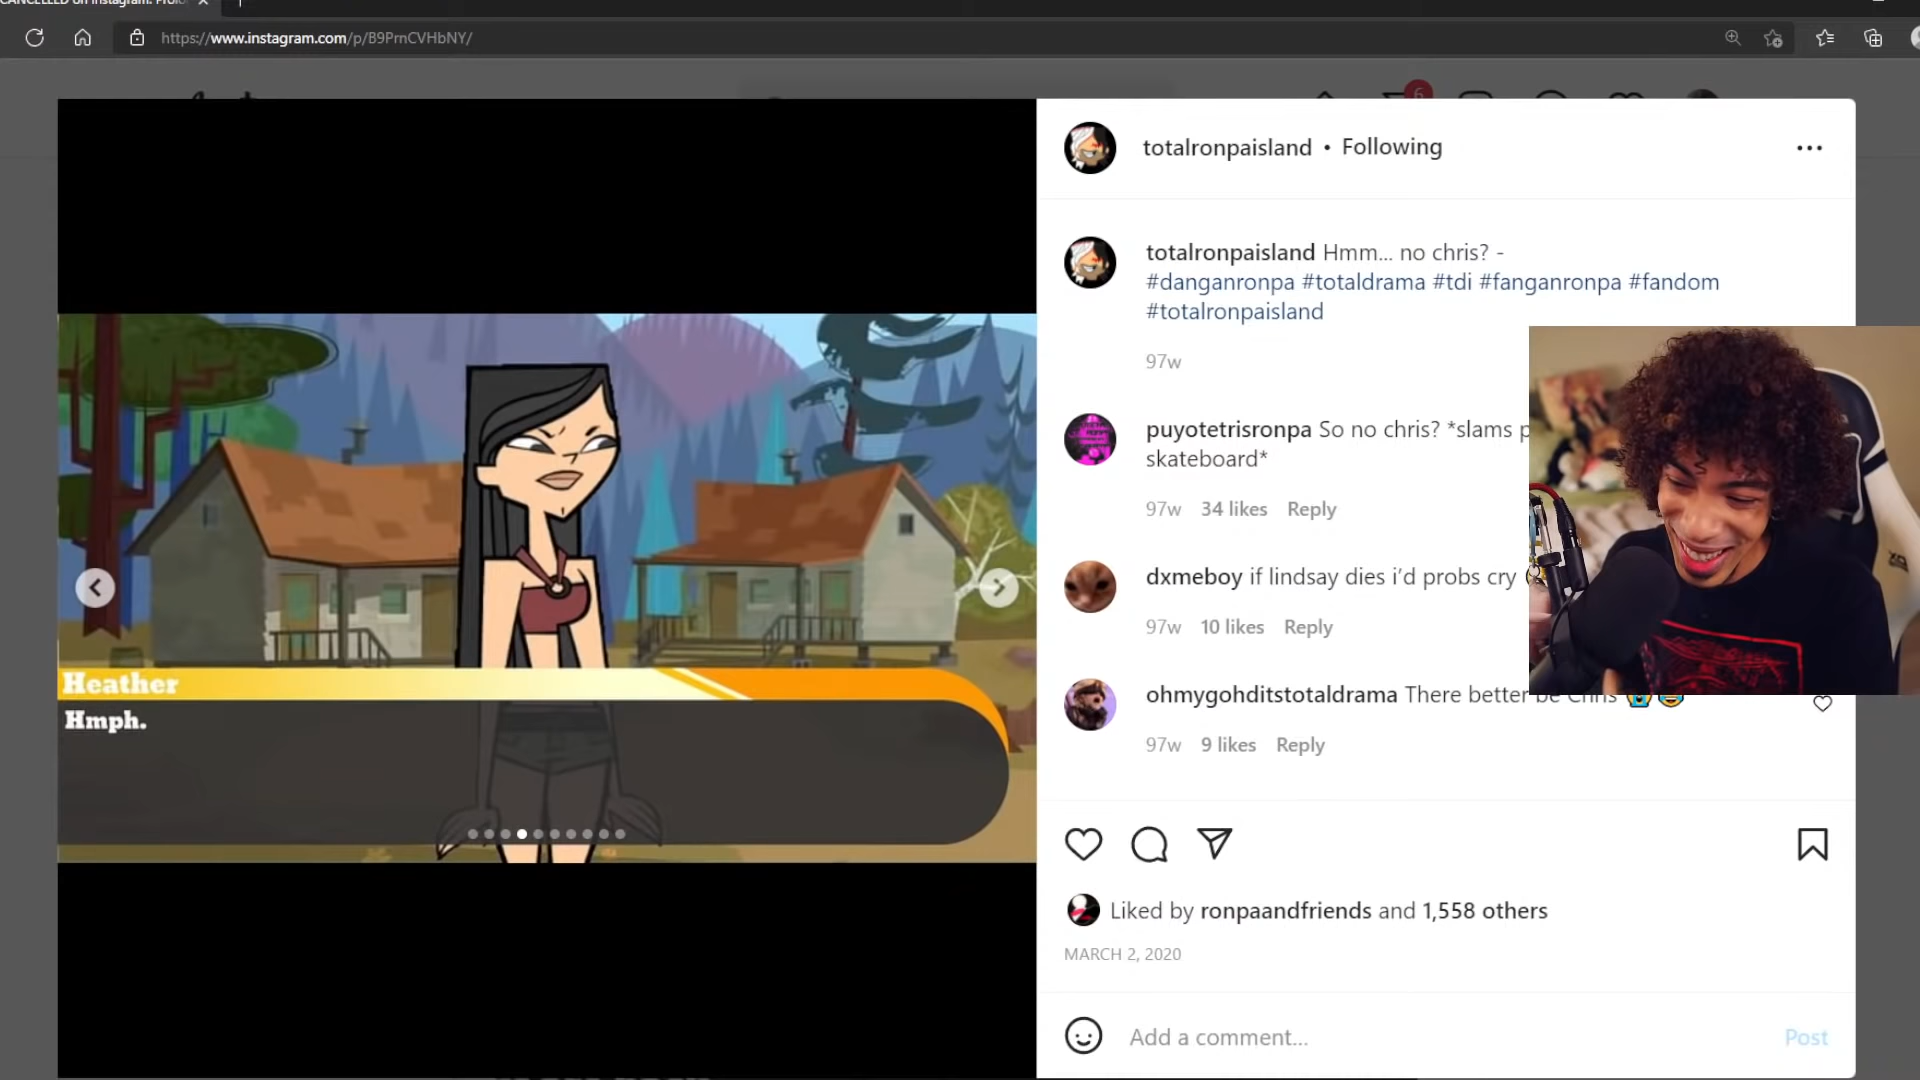 https://www.instagram.com/p/B9PrnCVHbNY/
6
totalronpaisland • Following
totalronpaisland Hmm... no chris? -
#danganronpa #totaldrama #tdi #fanganronpa #fandom
#totalronpaisland
97w
puyotetrisronpa So no chris? *slams
skateboard*
97w 34 likes Reply
dxmeboy if lindsay dies i'd probs cry
97w 10 likes Reply
ohmygohditstotaldrama There better be Chris 😭😂
97w 9 likes Reply
Heather
Hmph.
Liked by ronpaandfriends and 1,558 others
MARCH 2, 2020
Add a comment...
Post